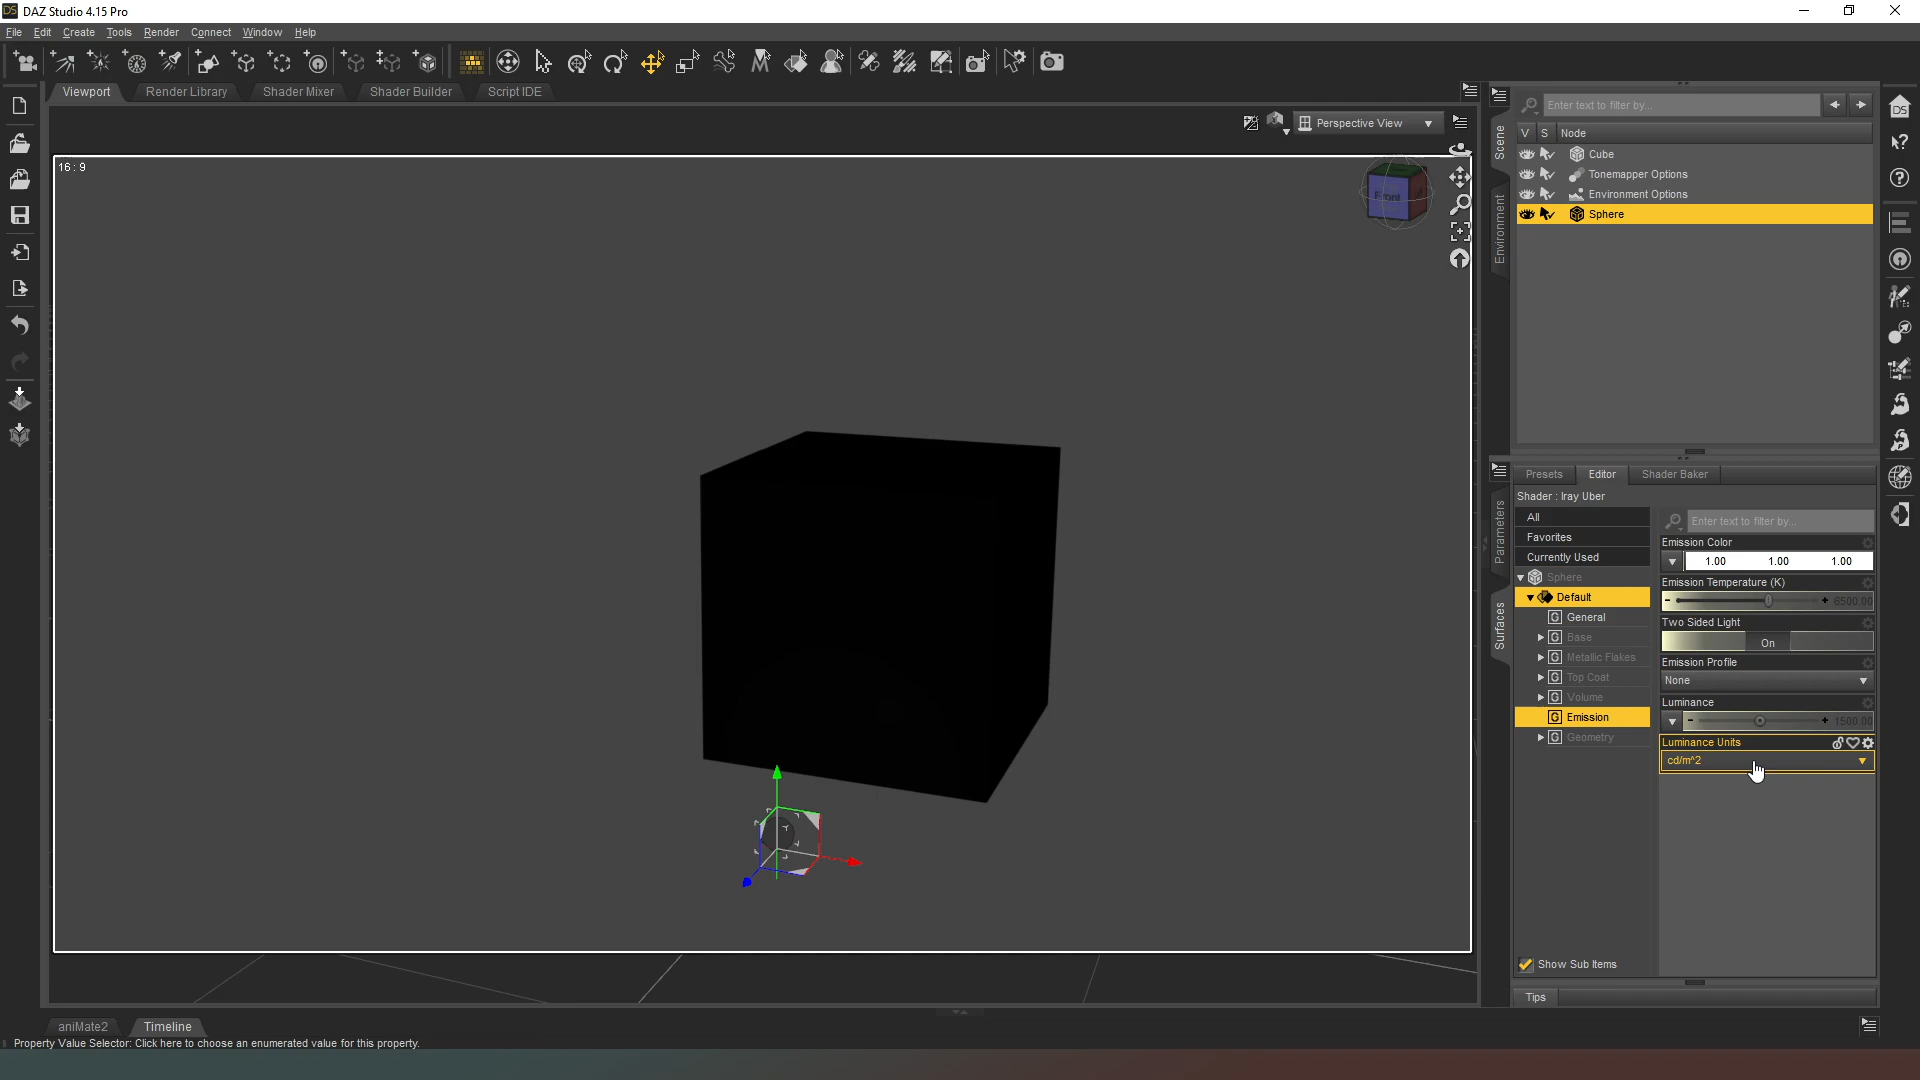 DAZ Studio 4.15 Pro
File Edit Create Tools Render Connect Window Help
Viewport Render Library Shader Mixer Shader Builder Script IDE
Perspective View
16 : 9
Front
Enter text to filter by...
V S Node
Cube
Tonemapper Options
Environment Options
Sphere
Scene
Environment
Presets Editor Shader Baker
Shader : Iray Uber
Parameters
Surfaces
All
Favorites
Currently Used
Sphere
Default
General
Base
Metallic Flakes
Top Coat
Volume
Emission
Geometry
Show Sub Items
Enter text to filter by...
Emission Color
1.00 1.00 1.00
Emission Temperature (K)
6500.00
Two Sided Light
On
Emission Profile
None
Luminance
1500.00
Luminance Units
cd/m^2
Tips
aniMate2 Timeline
Property Value Selector: Click here to choose an enumerated value for this property.